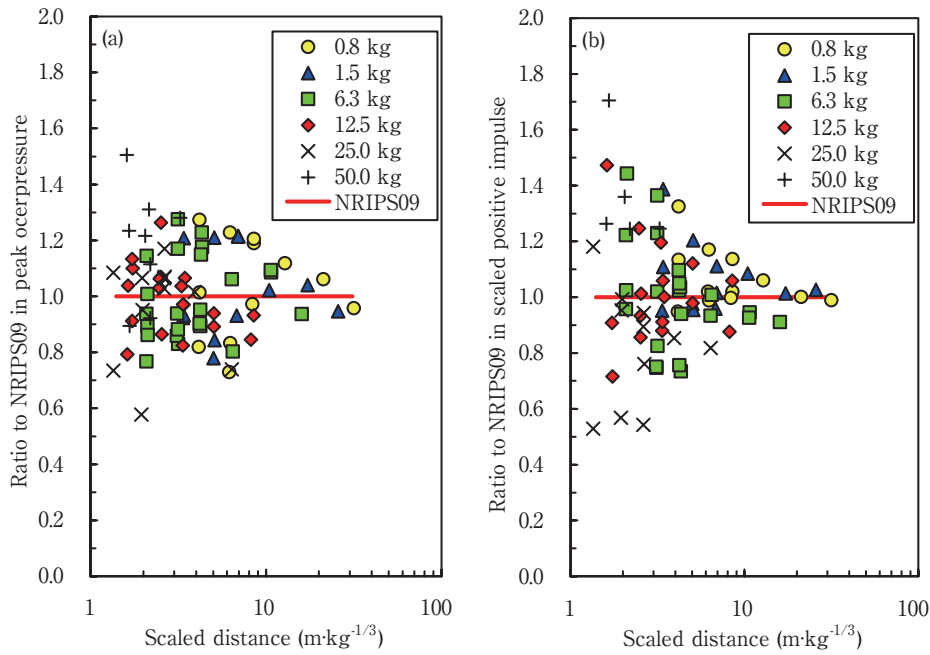 (a)
Ratio to NRIPS09 in peak ocerpressure
2.0
1.8
1.6
1.4
1.2
1.0
0.8
0.6
0.4
0.2
0.0
0.8 kg
1.5 kg
6.3 kg
12.5 kg
25.0 kg
50.0 kg
NRIPS09
1
10
100
Scaled distance (m·kg-1/3)
(b)
Ratio to NRIPS09 in scaled positive impulse
2.0
1.8
1.6
1.4
1.2
1.0
0.8
0.6
0.4
0.2
0.0
0.8 kg
1.5 kg
6.3 kg
12.5 kg
25.0 kg
50.0 kg
NRIPS09
1
10
100
Scaled distance (m·kg-1/3)